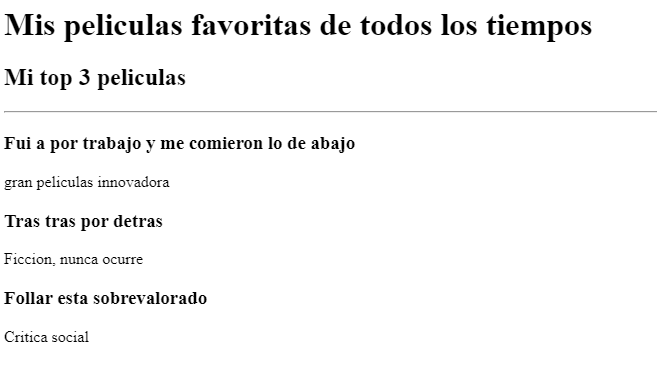 Mis peliculas favoritas de todos los tiempos
Mi top 3 peliculas
Fui a por trabajo y me comieron lo de abajo
gran peliculas innovadora
Tras tras por detras
Ficcion, nunca ocurre
Follar esta sobrevalorado
Critica social